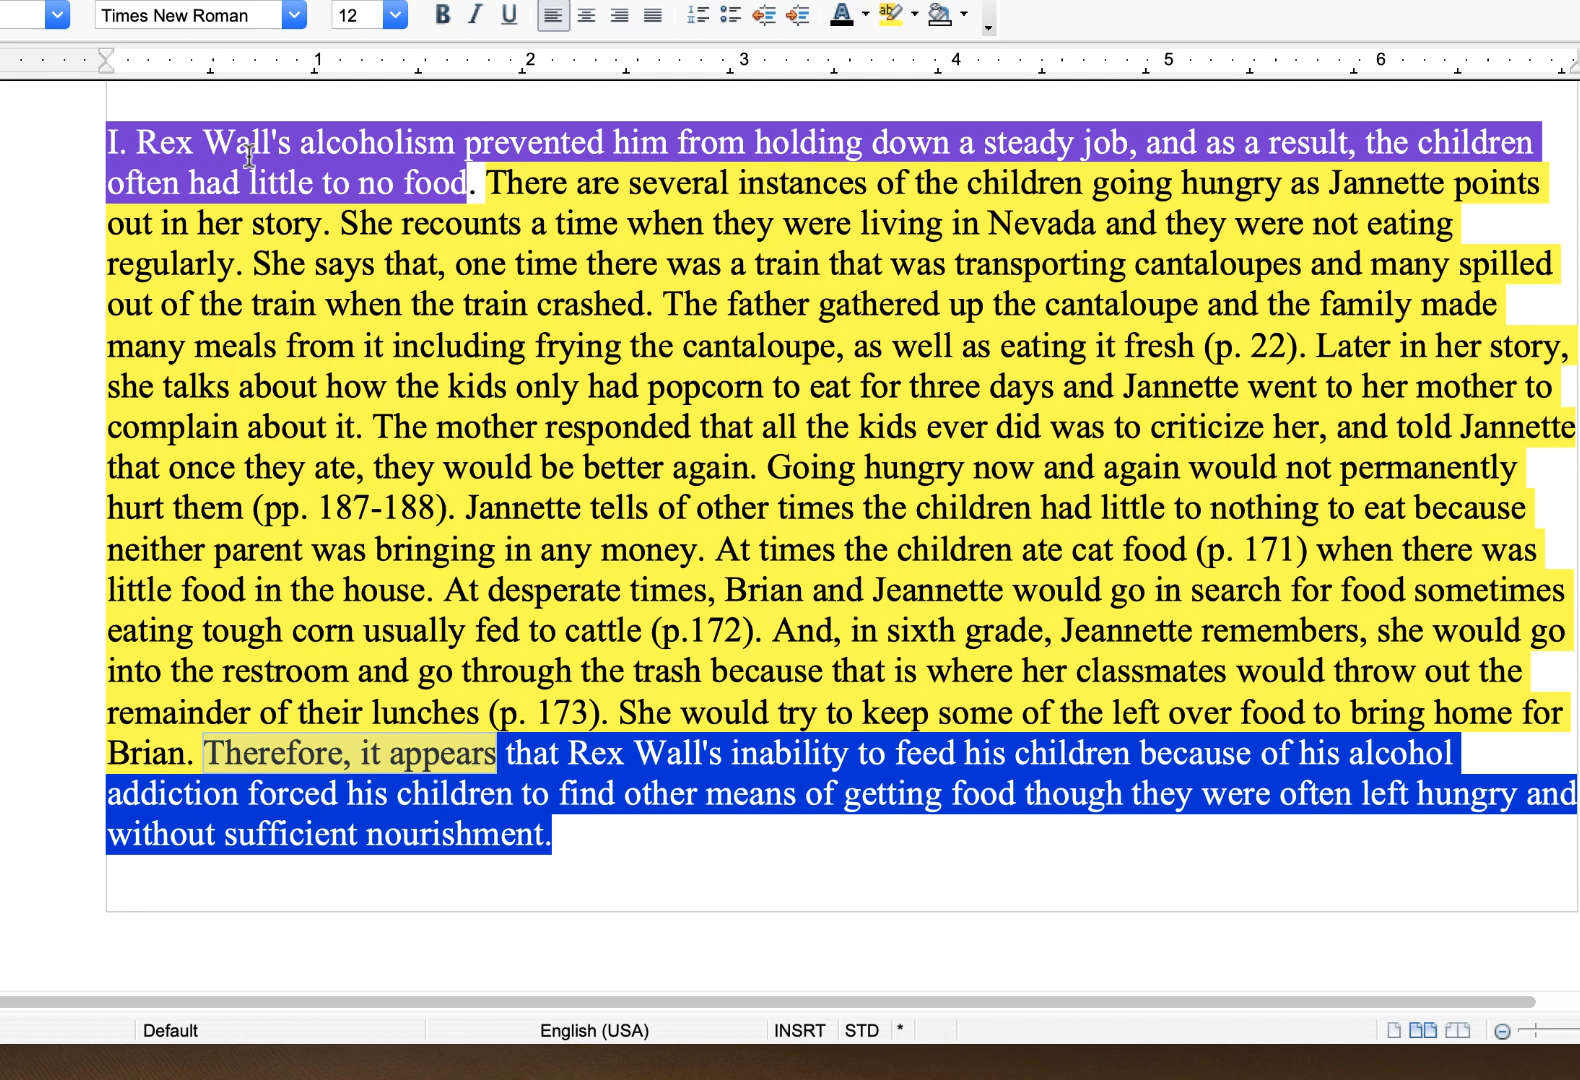 Times New Roman 12 B I U A
1 2 3 4 5 6
I. Rex Wall's alcoholism prevented him from holding down a steady job, and as a result, the children
often had little to no food. There are several instances of the children going hungry as Jannette points
out in her story. She recounts a time when they were living in Nevada and they were not eating
regularly. She says that, one time there was a train that was transporting cantaloupes and many spilled
out of the train when the train crashed. The father gathered up the cantaloupe and the family made
many meals from it including frying the cantaloupe, as well as eating it fresh (p. 22). Later in her story,
she talks about how the kids only had popcorn to eat for three days and Jannette went to her mother to
complain about it. The mother responded that all the kids ever did was to criticize her, and told Jannette
that once they ate, they would be better again. Going hungry now and again would not permanently
hurt them (pp. 187-188). Jannette tells of other times the children had little to nothing to eat because
neither parent was bringing in any money. At times the children ate cat food (p. 171) when there was
little food in the house. At desperate times, Brian and Jeannette would go in search for food sometimes
eating tough corn usually fed to cattle (p.172). And, in sixth grade, Jeannette remembers, she would go
into the restroom and go through the trash because that is where her classmates would throw out the
remainder of their lunches (p. 173). She would try to keep some of the left over food to bring home for
Brian. Therefore, it appears that Rex Wall's inability to feed his children because of his alcohol
addiction forced his children to find other means of getting food though they were often left hungry and
without sufficient nourishment.
Default English (USA) INSRT STD *